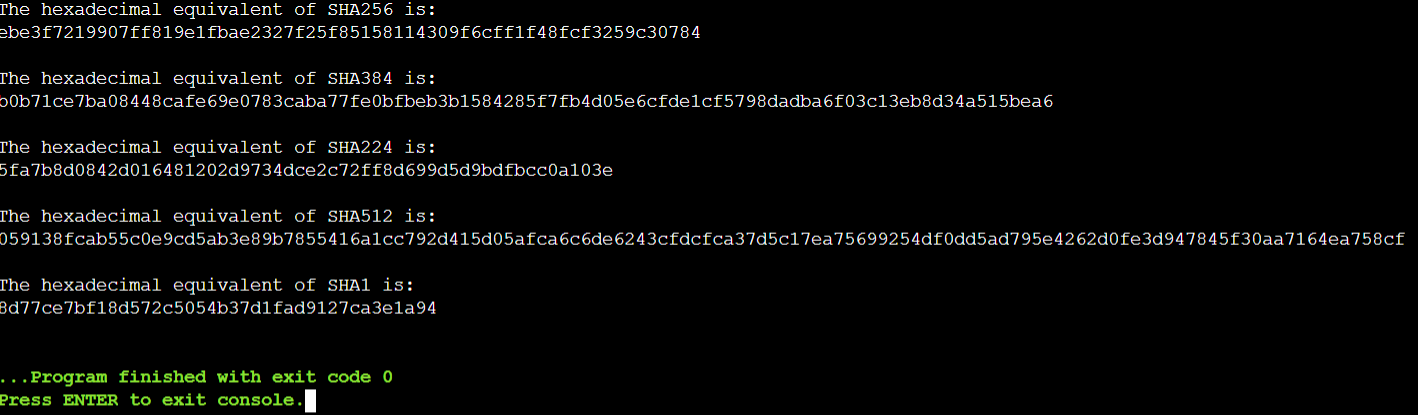 The hexadecimal equivalent of SHA256 is:
ebe3f7219907ff819e1fbae2327f25f85158114309f6cff1f48fcf3259c30784
The hexadecimal equivalent of SHA384 is:
b0b71ce7ba08448cafe69e0783caba77fe0bfbeb3b1584285f7fb4d05e6cfde1cf5798dadba6f03c13eb8d34a515bea6
The hexadecimal equivalent of SHA224 is:
5fa7b8d0842d016481202d9734dce2c72ff8d699d5d9bdfbcc0a103e
The hexadecimal equivalent of SHA512 is:
059138fcab55c0e9cd5ab3e89b7855416a1cc792d415d05afca6c6de6243cfdcfca37d5c17ea75699254df0dd5ad795e4262d0fe3d947845f30aa7164ea758cf
The hexadecimal equivalent of SHA1 is:
8d77ce7bf18d572c5054b37d1fad9127ca3e1a94
...Program finished with exit code 0
Press ENTER to exit console.